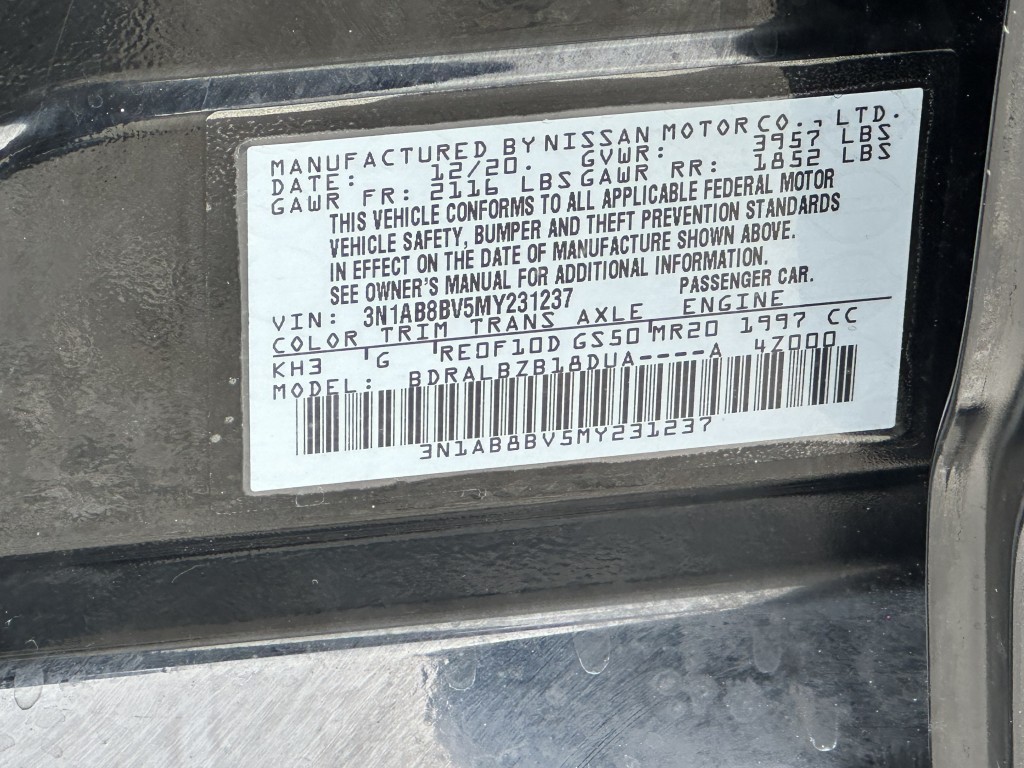 MANUFACTURED BY NISSAN MOTOR CO., LTD.
DATE: 12/20. GVWR: 3957 LBS
GAWR FR: 2116 LBS GAWR RR: 1852 LBS
THIS VEHICLE CONFORMS TO ALL APPLICABLE FEDERAL MOTOR
VEHICLE SAFETY, BUMPER AND THEFT PREVENTION STANDARDS
IN EFFECT ON THE DATE OF MANUFACTURE SHOWN ABOVE.
SEE OWNER'S MANUAL FOR ADDITIONAL INFORMATION.
VIN: 3N1AB8BV5MY231237 PASSENGER CAR.
COLOR TRIM TRANS AXLE ENGINE
KH3 G RE0F10D GS50 MR20 1997 CC
MODEL: BDRALBZB18DUA----A 4Z000
3N1AB8BV5MY231237